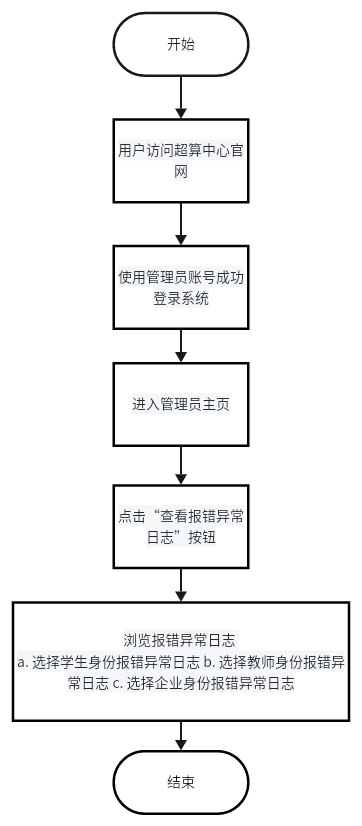 开始
用户访问超算中心官
网
使用管理员账号成功
登录系统
进入管理员主页
点击“查看报错异常
日志”按钮
浏览报错异常日志
a. 选择学生身份报错异常日志 b. 选择教师身份报错异
常日志 c. 选择企业身份报错异常日志
结束